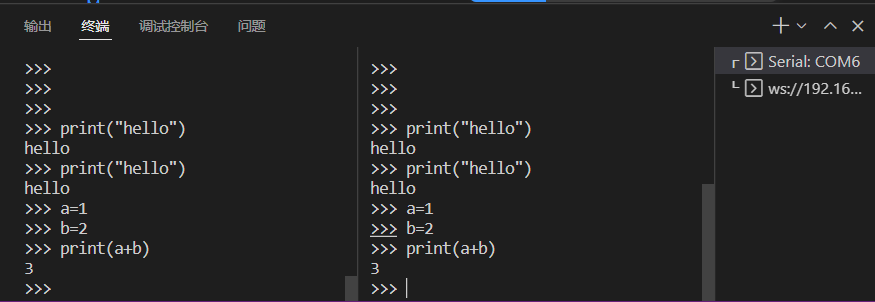 输出 终端 调试控制台 问题
>>>
>>>
>>>
>>> print("hello")
hello
>>> print("hello")
hello
>>> a=1
>>> b=2
>>> print(a+b)
3
>>>
>>>
>>>
>>>
>>> print("hello")
hello
>>> print("hello")
hello
>>> a=1
>>> b=2
>>> print(a+b)
3
>>>
Serial: COM6
ws://192.16...